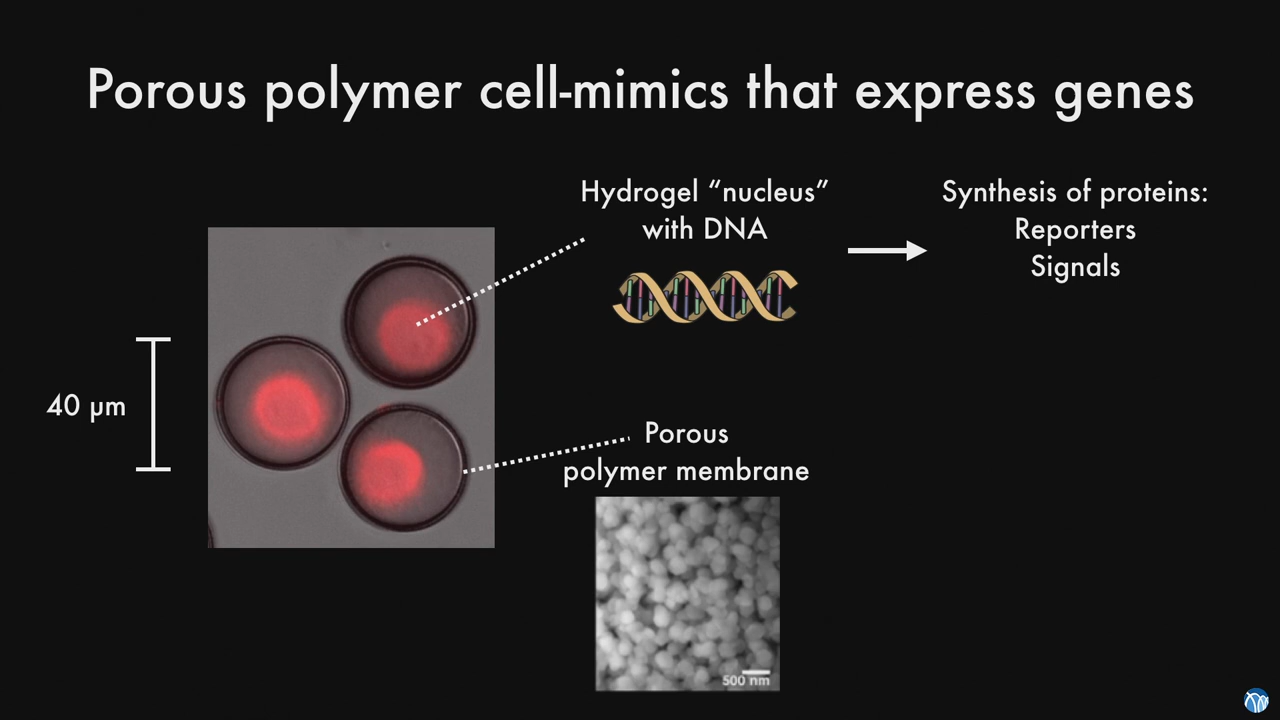 Porous polymer cell-mimics that express genes
Hydrogel “nucleus”
with DNA
Synthesis of proteins:
Reporters
Signals
40 µm
Porous
polymer membrane
500 nm